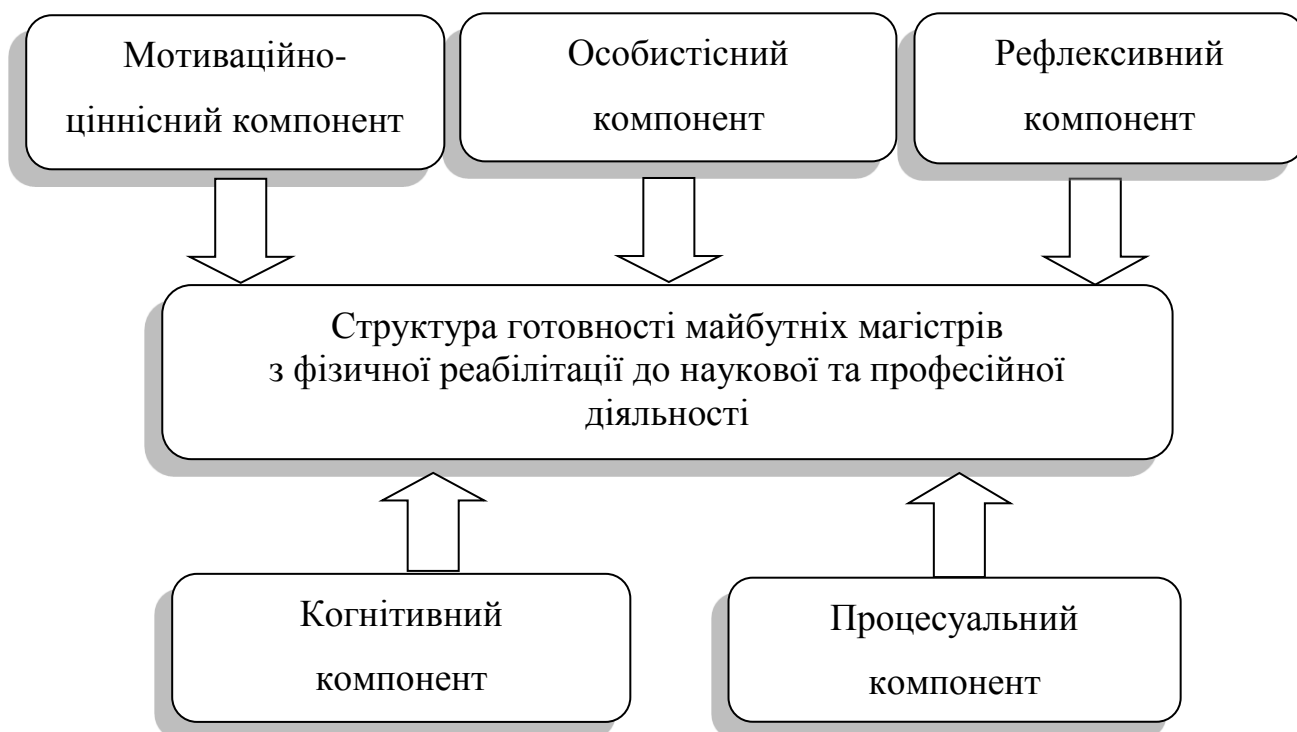 Мотиваційно-
ціннісний компонент
Особистісний
компонент
Рефлексивний
компонент
Структура готовності майбутніх магістрів
з фізичної реабілітації до наукової та професійної
діяльності
Когнітивний
компонент
Процесуальний
компонент